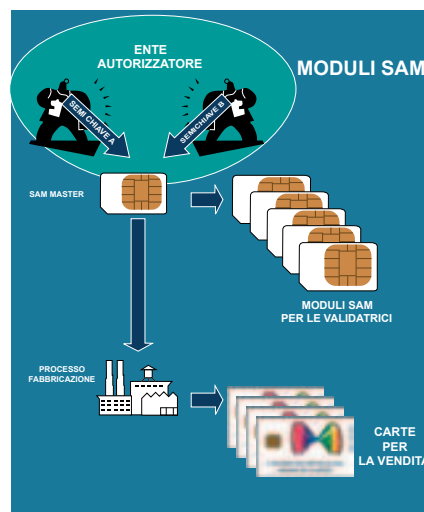 ENTE
AUTORIZZATORE
MODULI SAM
SEMI CHIAVE A
SEMICHIAVE B
SAM MASTER
MODULI SAM
PER LE VALIDATRICI
PROCESSO
FABBRICAZIONE
CARTE
PER
LA VENDITA